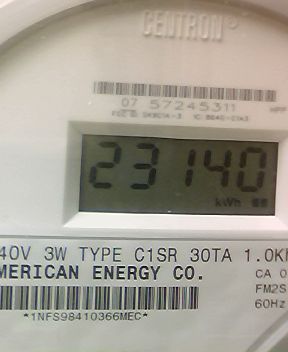 CENTRON®
07 57245311
23140
kWh
40V 3W TYPE C1SR 30TA 1.0K
MERICAN ENERGY CO.
CA 0
FM2S
60Hz
*1NFS98410366MEC*